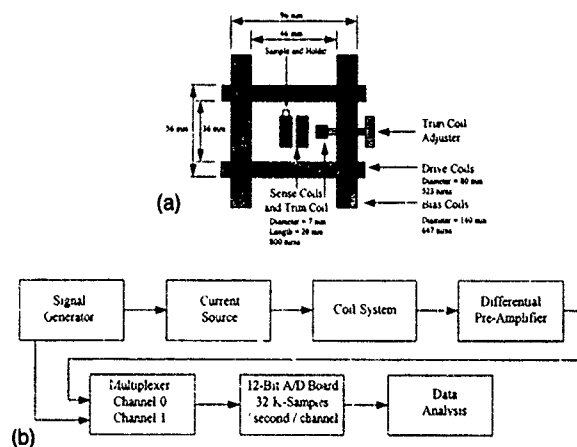 96 mm
66 mm
Sample and Holder
56 mm
36 mm
Trim Coil
Adjuster
Drive Coils
Diameter = 80 mm
523 turns
Bias Coils
Diameter = 160 mm
647 turns
Sense Coils
and Trim Coil
Diameter = 7 mm
Length = 20 mm
800 turns
(a)
Signal
Generator
Current
Source
Coil System
Differential
Pre-Amplifier
Multiplexer
Channel 0
Channel 1
12-Bit A/D Board
32 K-Samples
/ second / channel
Data
Analysis
(b)